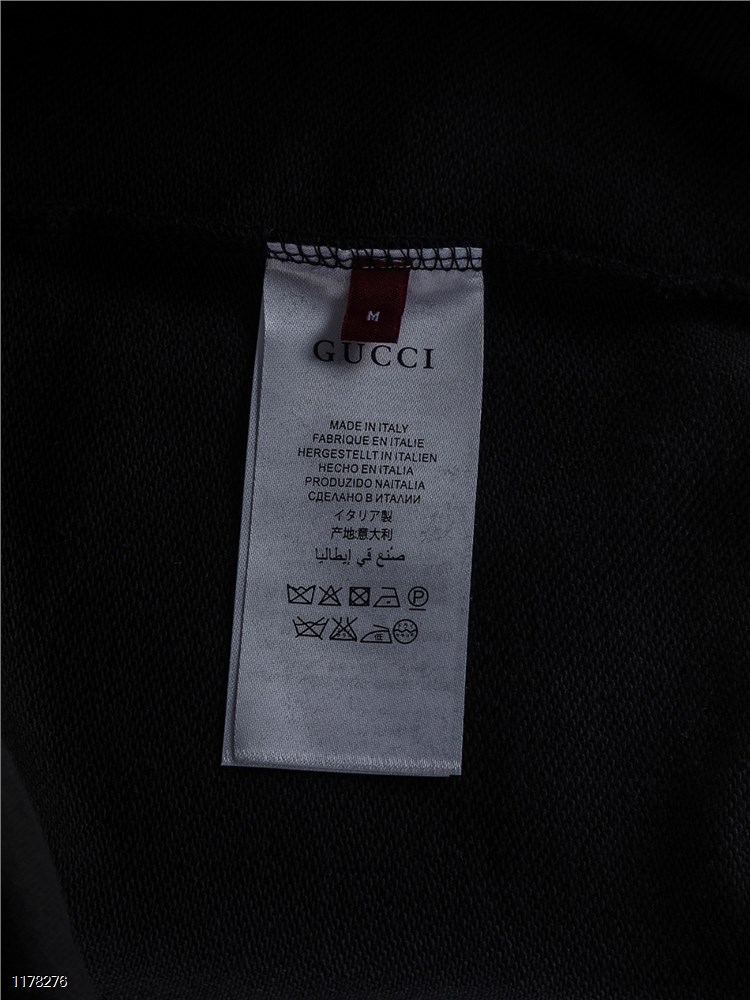 M
GUCCI
MADE IN ITALY
FABRIQUE EN ITALIE
HERGESTELLT IN ITALIEN
HECHO EN ITALIA
PRODUZIDO NAITALIA
СДЕЛАНО В ИТАЛИИ
イタリア製
产地:意大利
صنع في إيطاليا
P
1178276